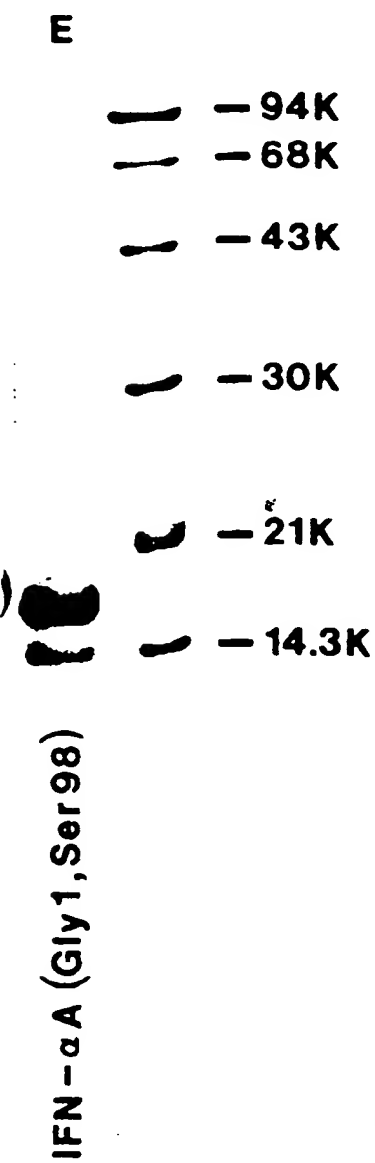 E
— 94K
— 68K
— 43K
— 30K
— 21K
— 14.3K
)
IFN-αA (Gly1,Ser98)